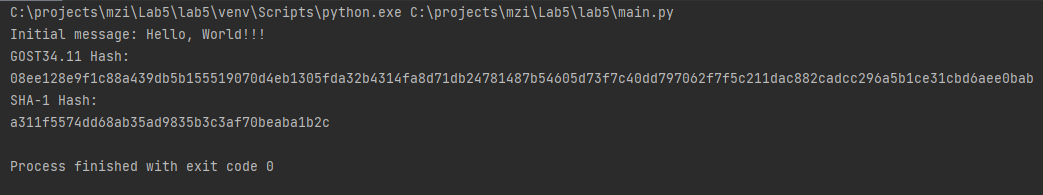 C:\projects\mzi\Lab5\lab5\venv\Scripts\python.exe C:\projects\mzi\Lab5\lab5\main.py
Initial message: Hello, World!!!
GOST34.11 Hash:
08ee128e9f1c88a439db5b155519070d4eb1305fda32b4314fa8d71db24781487b54605d73f7c40dd797062f7f5c211dac882cadcc296a5b1ce31cbd6aee0bab
SHA-1 Hash:
a311f5574dd68ab35ad9835b3c3af70beaba1b2c
Process finished with exit code 0